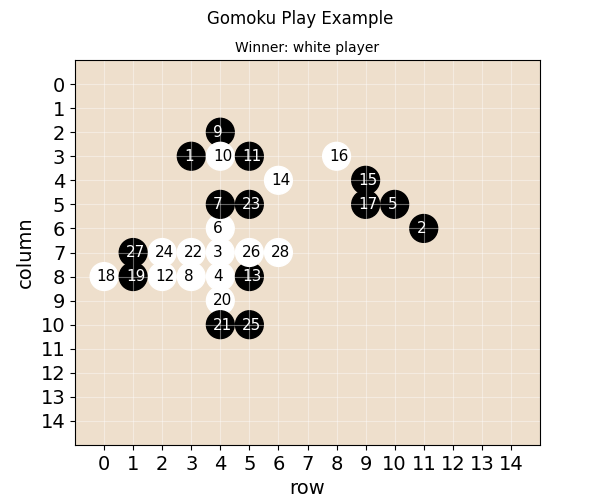 Gomoku Play Example
Winner: white player
0
1
2 9
3 1 10 11 16
4 14 15
5 7 23 17 5
6 6 2
7 27 24 22 3 26 28
8 18 19 12 8 4 13
9 20
10 21 25
11
12
13
14
column
0 1 2 3 4 5 6 7 8 9 10 11 12 13 14
row